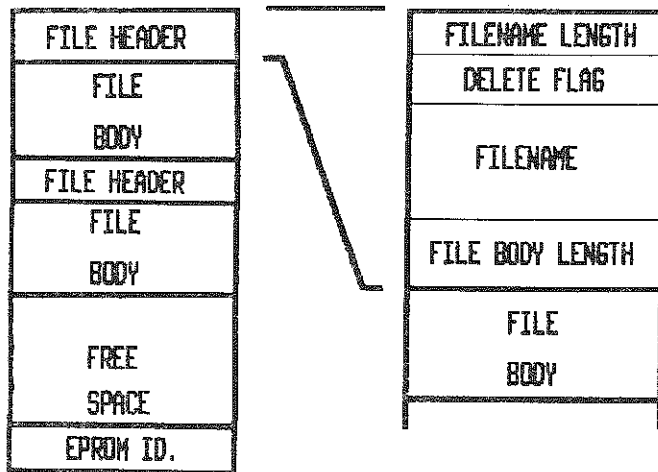 FILE HEADER
FILE
BODY
FILE HEADER
FILE
BODY
FREE
SPACE
EPROM ID.
FILENAME LENGTH
DELETE FLAG
FILENAME
FILE BODY LENGTH
FILE
BODY